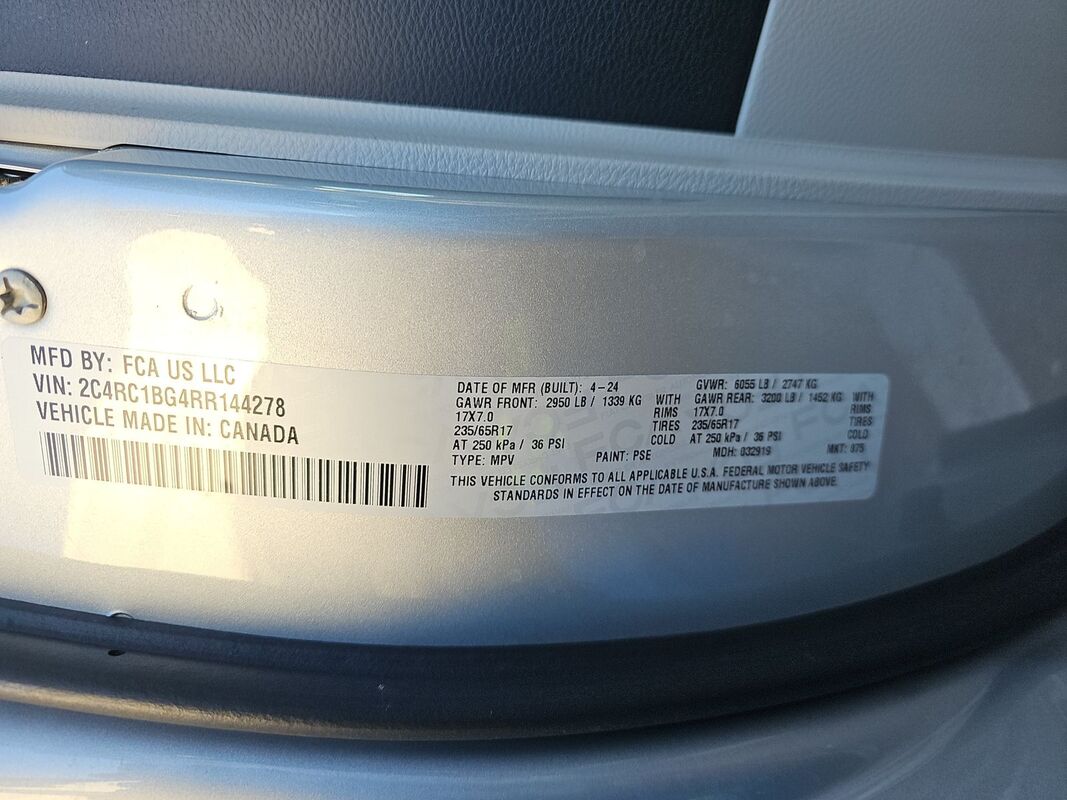 MFD BY: FCA US LLC
VIN: 2C4RC1BG4RR144278
VEHICLE MADE IN: CANADA
DATE OF MFR (BUILT): 4-24 GVWR: 6055 LB / 2747 KG
GAWR FRONT: 2950 LB / 1339 KG WITH GAWR REAR: 3200 LB / 1452 KG WITH
17X7.0 RIMS 17X7.0 RIMS
235/65R17 TIRES 235/65R17 TIRES
AT 250 kPa / 36 PSI COLD AT 250 kPa / 36 PSI COLD
TYPE: MPV PAINT: PSE MDH: 032919 MKT: 975
THIS VEHICLE CONFORMS TO ALL APPLICABLE U.S.A. FEDERAL MOTOR VEHICLE SAFETY
STANDARDS IN EFFECT ON THE DATE OF MANUFACTURE SHOWN ABOVE.